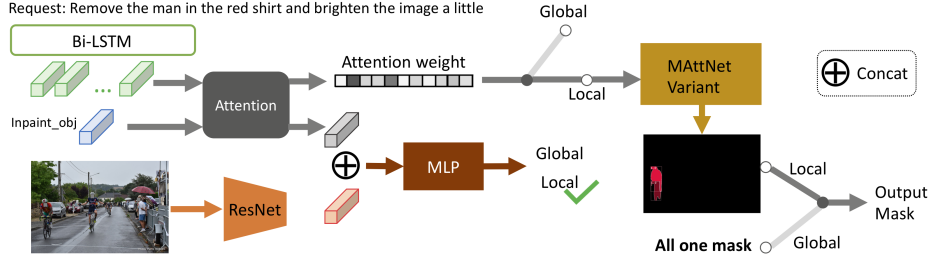 Request: Remove the man in the red shirt and brighten the image a little
Bi-LSTM
...
Inpaint_obj
Attention
Attention weight
Global
Local
MAttNet
Variant
Concat
ResNet
MLP
Global
Local
Local
All one mask
Global
Output
Mask